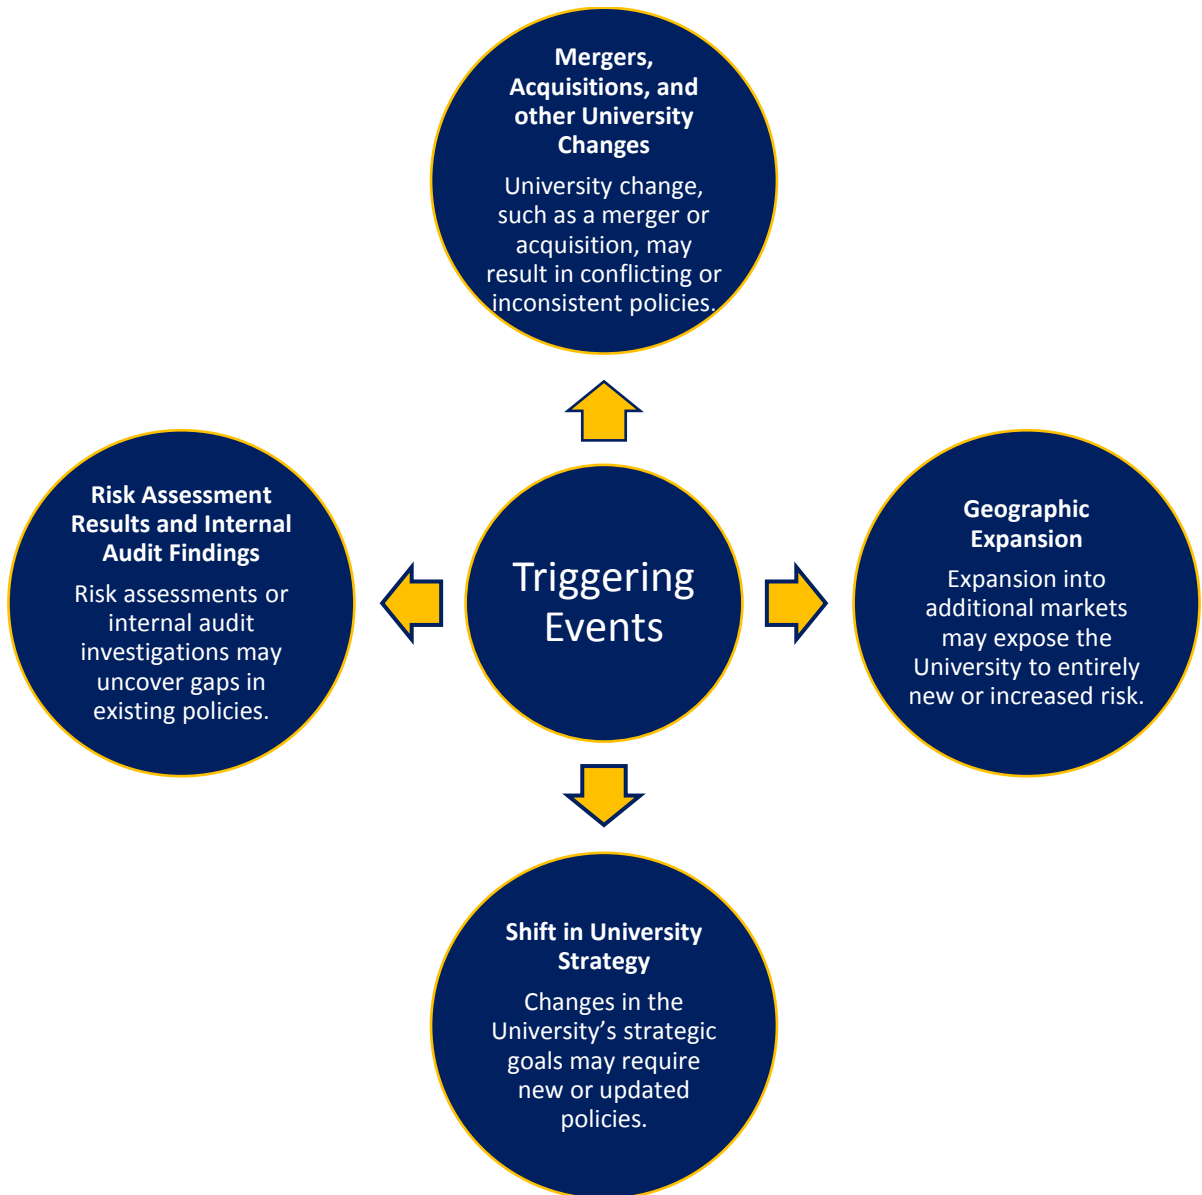 Mergers,
Acquisitions, and
other University
Changes
University change,
such as a merger or
acquisition, may
result in conflicting or
inconsistent policies.
Risk Assessment
Results and Internal
Audit Findings
Risk assessments or
internal audit
investigations may
uncover gaps in
existing policies.
Triggering
Events
Geographic
Expansion
Expansion into
additional markets
may expose the
University to entirely
new or increased risk.
Shift in University
Strategy
Changes in the
University’s strategic
goals may require
new or updated
policies.